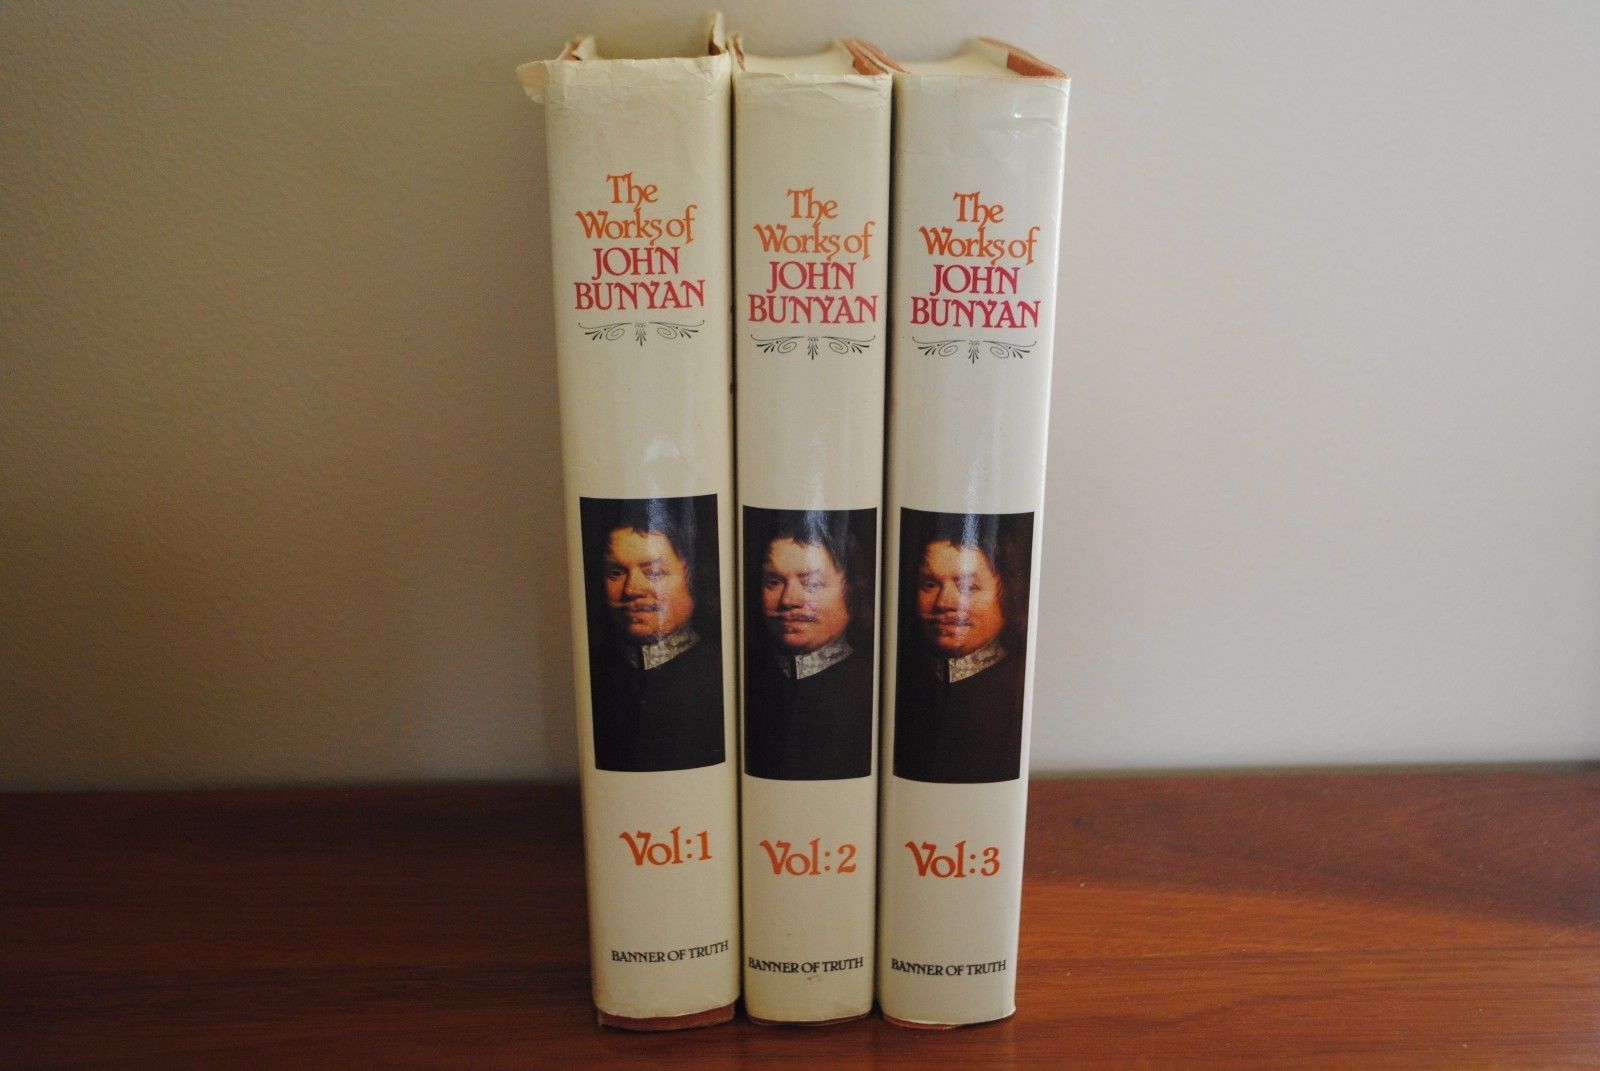 The
Works of
JOHN
BUNYAN
Vol:1
BANNER OF TRUTH
The
Works of
JOHN
BUNYAN
Vol:2
BANNER OF TRUTH
The
Works of
JOHN
BUNYAN
Vol:3
BANNER OF TRUTH